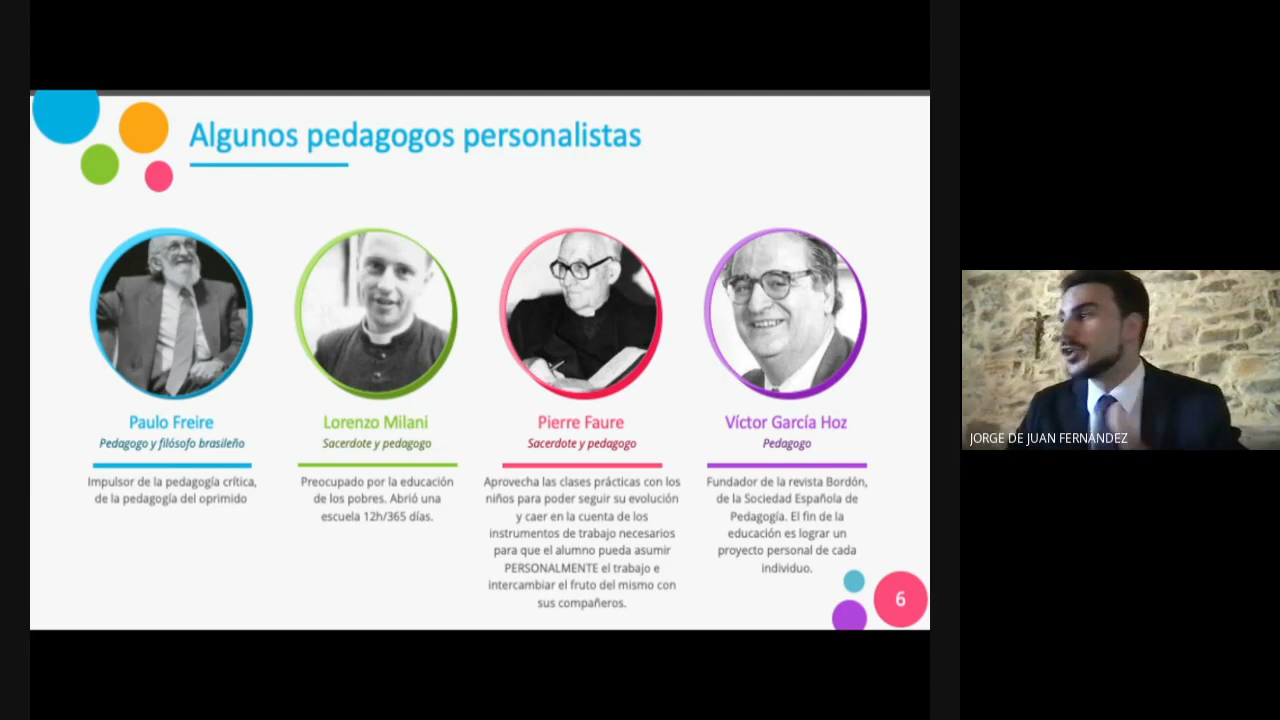 Algunos pedagogos personalistas
Paulo Freire
Pedagogo y filósofo brasileño
Impulsor de la pedagogía crítica,
de la pedagogía del oprimido
Lorenzo Milani
Sacerdote y pedagogo
Preocupado por la educación
de los pobres. Abrió una
escuela 12h/365 días.
Pierre Faure
Sacerdote y pedagogo
Aprovecha las clases prácticas con los
niños para poder seguir su evolución
y caer en la cuenta de los
instrumentos de trabajo necesarios
para que el alumno pueda asumir
PERSONALMENTE el trabajo e
intercambiar el fruto del mismo con
sus compañeros.
Víctor García Hoz
Pedagogo
Fundador de la revista Bordón,
de la Sociedad Española de
Pedagogía. El fin de la
educación es lograr un
proyecto personal de cada
individuo.
6
JORGE DE JUAN FERNANDEZ